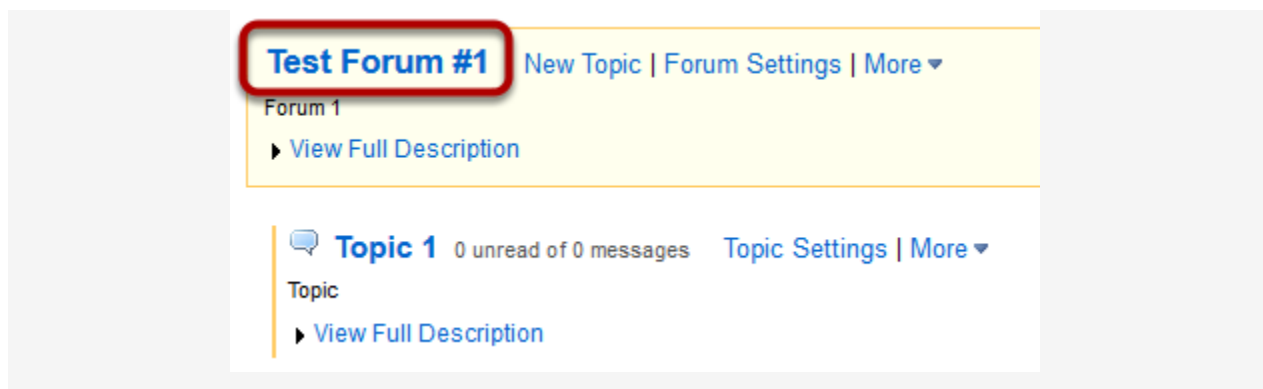 Test Forum #1 New Topic | Forum Settings | More
Forum 1
View Full Description
Topic 1 0 unread of 0 messages Topic Settings | More
Topic
View Full Description